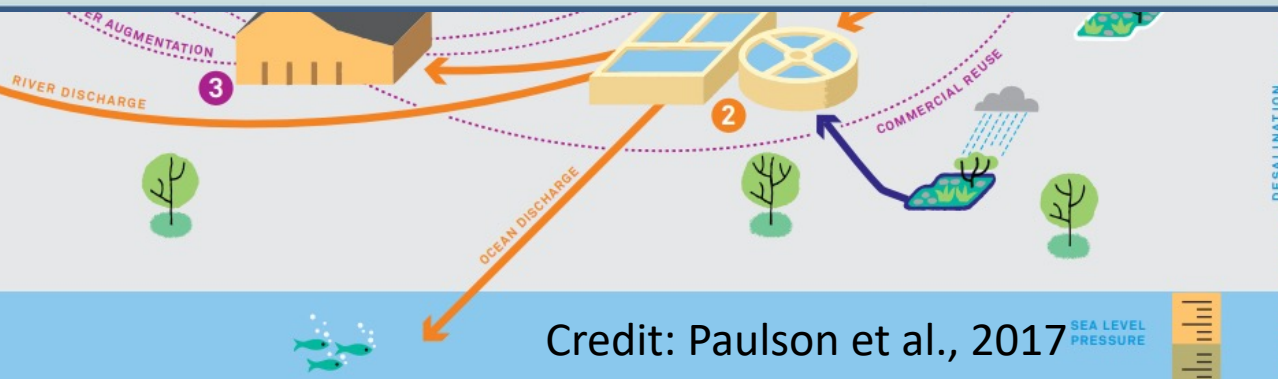 AUGMENTATION
RIVER DISCHARGE
3
2
COMMERCIAL REUSE
DESALINATION
OCEAN DISCHARGE
Credit: Paulson et al., 2017
SEA LEVEL
PRESSURE